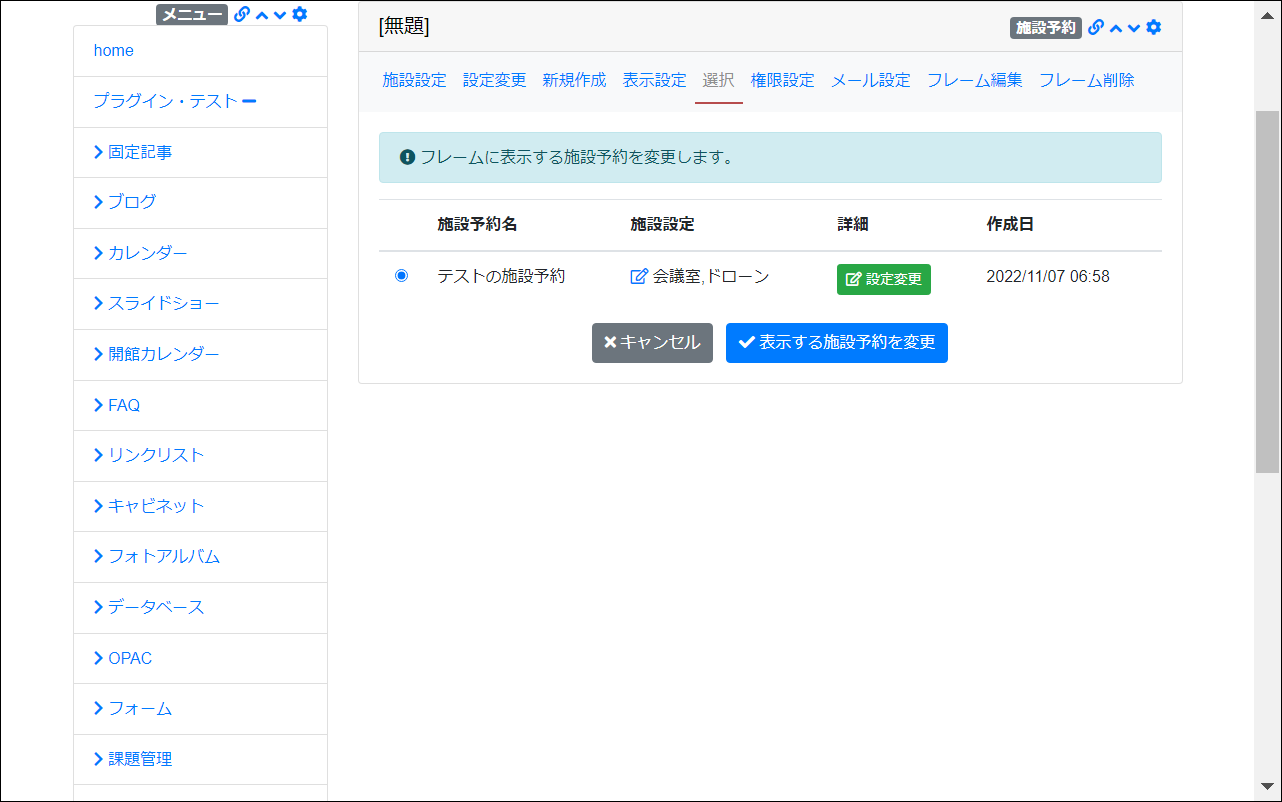 メニュー
home
プラグイン・テスト
固定記事
ブログ
カレンダー
スライドショー
開館カレンダー
FAQ
リンクリスト
キャビネット
フォトアルバム
データベース
OPAC
フォーム
課題管理
[無題]
施設予約
施設設定 設定変更 新規作成 表示設定 選択 権限設定 メール設定 フレーム編集 フレーム削除
フレームに表示する施設予約を変更します。
施設予約名 施設設定 詳細 作成日
テストの施設予約 会議室,ドローン 設定変更 2022/11/07 06:58
キャンセル 表示する施設予約を変更